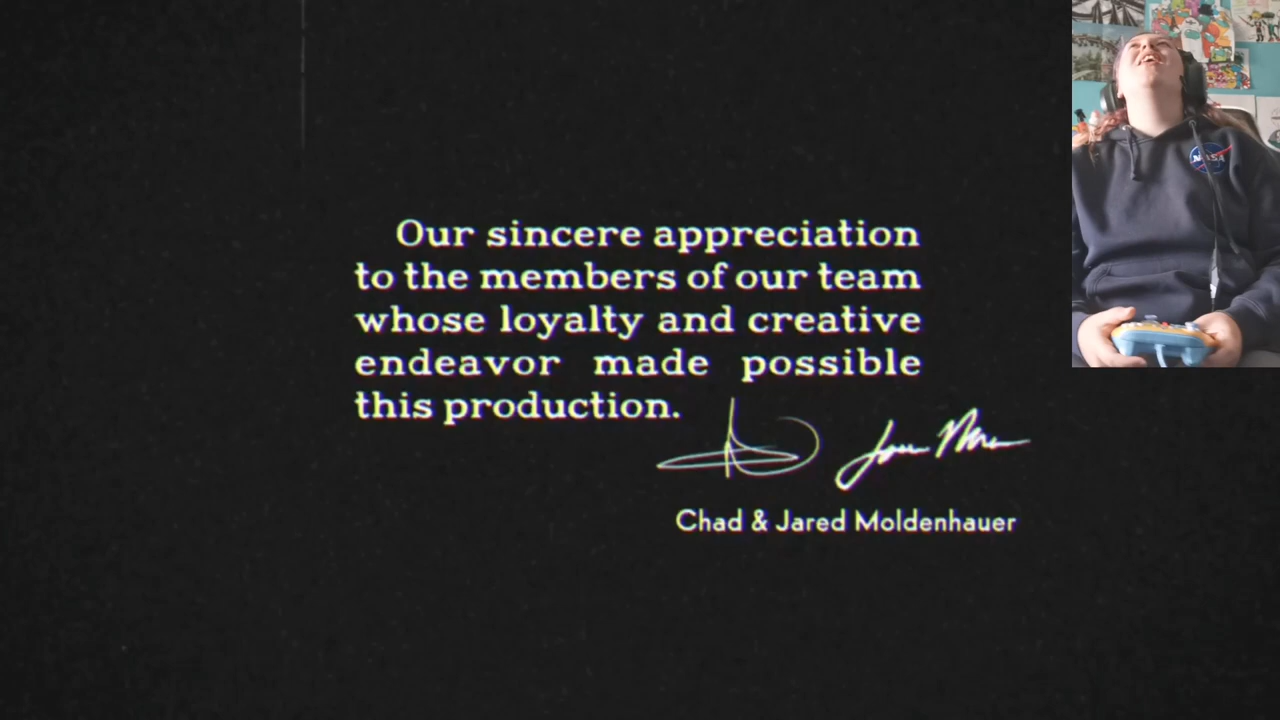 Our sincere appreciation
to the members of our team
whose loyalty and creative
endeavor made possible
this production.
Chad & Jared Moldenhauer
NASA